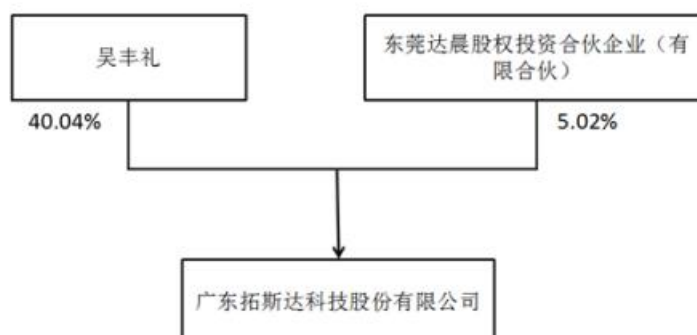 吴丰礼
东莞达晨股权投资合伙企业（有
限合伙）
40.04%
5.02%
广东拓斯达科技股份有限公司